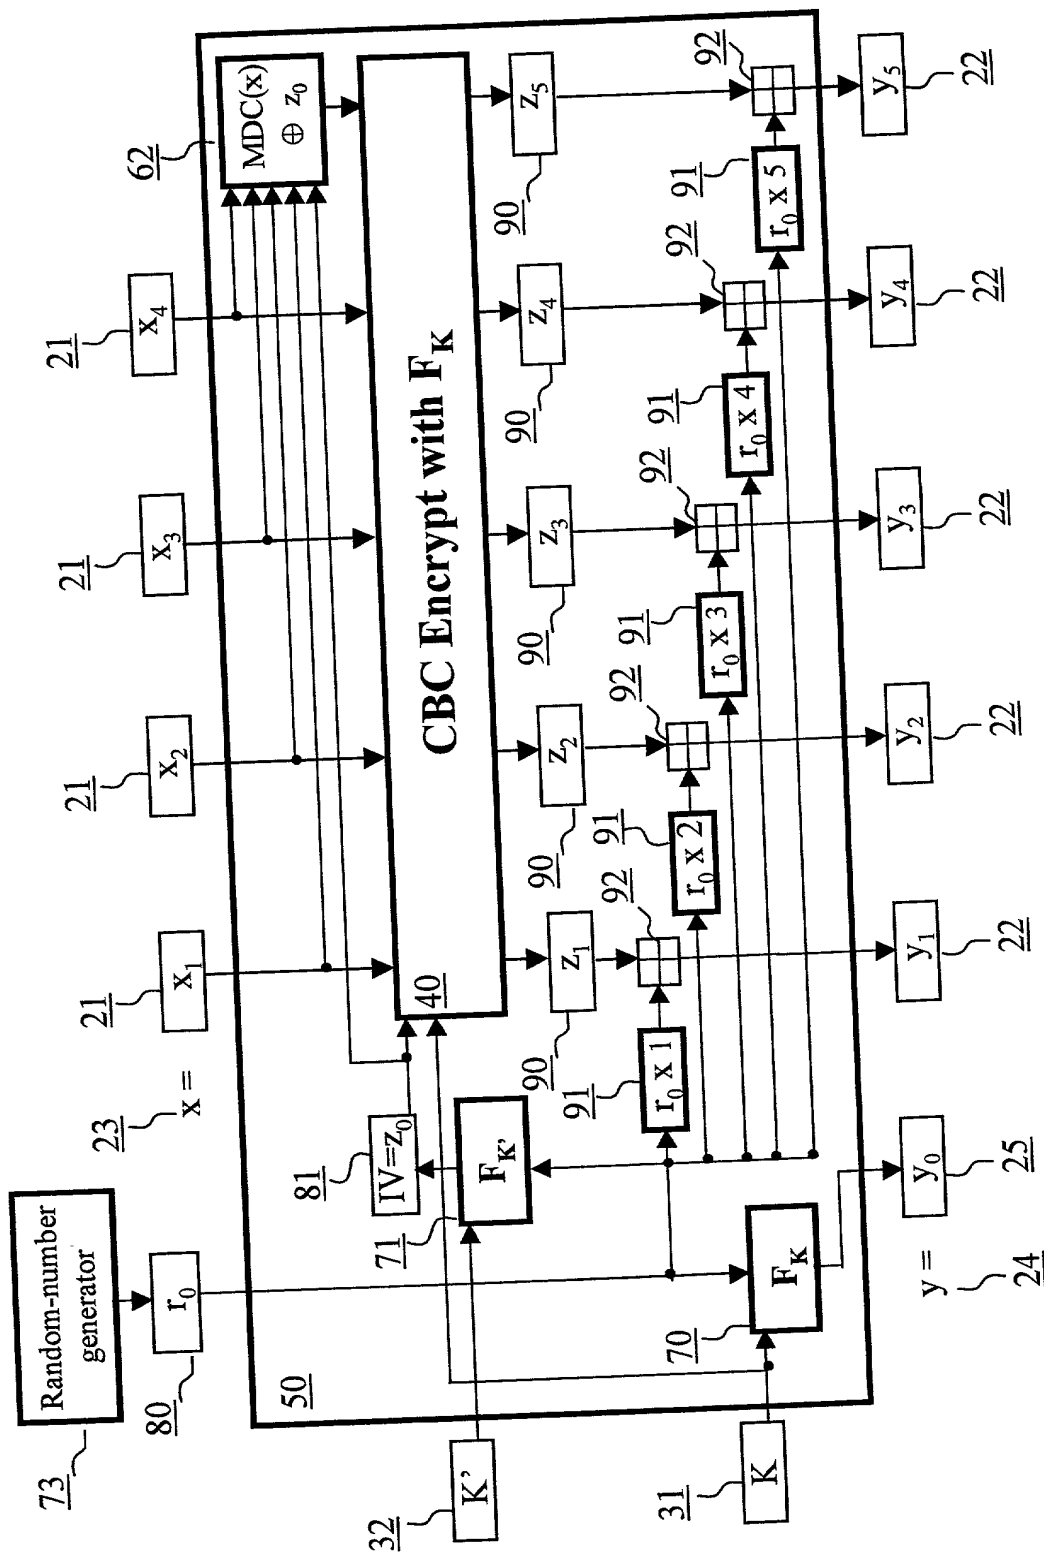 Random-number
generator
73
r₀
80
23
x =
21
x₁
21
x₂
21
x₃
21
x₄
50
K'
32
K
31
IV=z₀
81
F_K'
71
F_K
70
MDC(x)
⊕ z₀
62
40
CBC Encrypt with F_K
z₁
90
z₂
90
z₃
90
z₄
90
z₅
90
r₀ x 1
91
92
r₀ x 2
91
92
r₀ x 3
91
92
r₀ x 4
91
92
r₀ x 5
91
92
y =
24
y₀
25
y₁
22
y₂
22
y₃
22
y₄
22
y₅
22